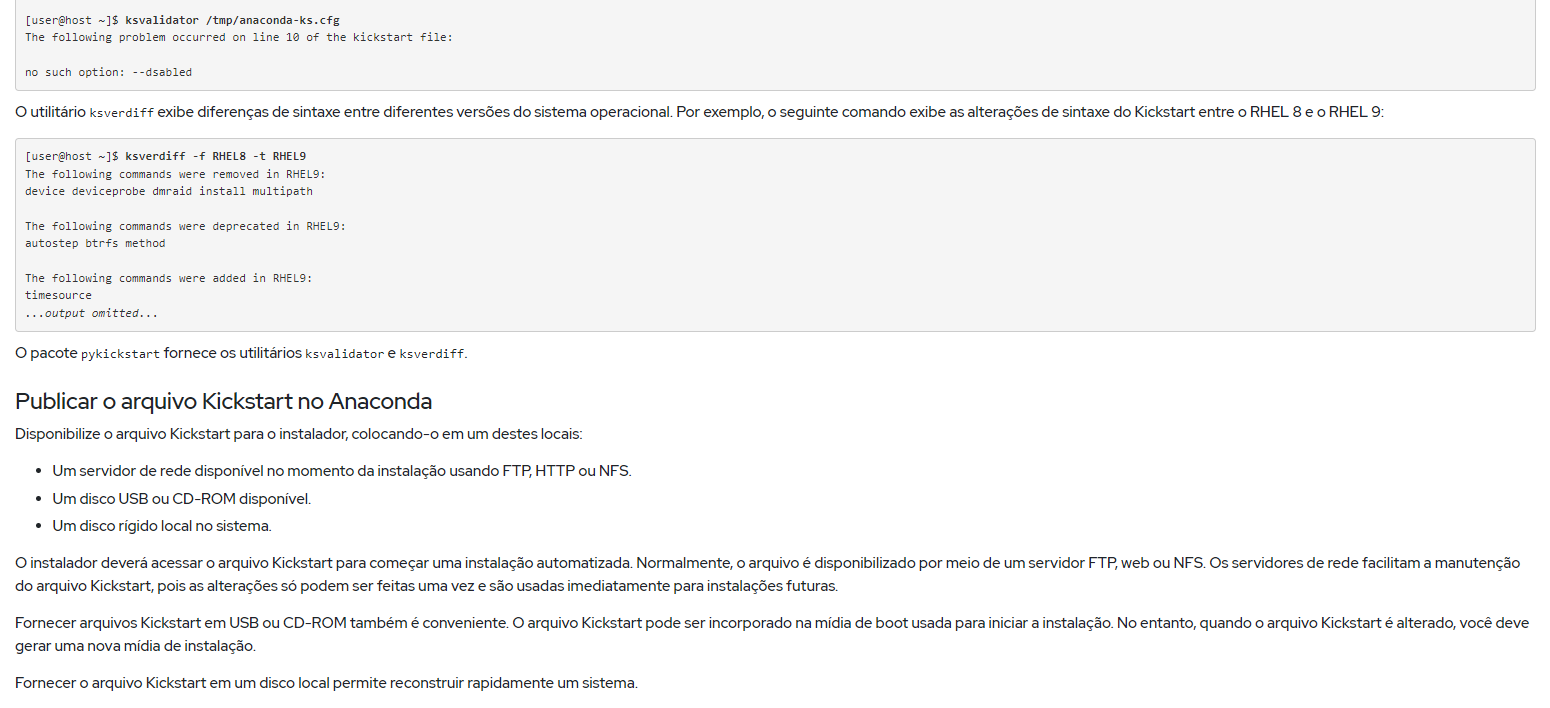 [user@host ~]$ ksvalidator /tmp/anaconda-ks.cfg
The following problem occurred on line 10 of the kickstart file:
no such option: --dsabled
O utilitário ksverdiff exibe diferenças de sintaxe entre diferentes versões do sistema operacional. Por exemplo, o seguinte comando exibe as alterações de sintaxe do Kickstart entre o RHEL 8 e o RHEL 9:
[user@host ~]$ ksverdiff -f RHEL8 -t RHEL9
The following commands were removed in RHEL9:
device deviceprobe dmraid install multipath
The following commands were deprecated in RHEL9:
autostep btrfs method
The following commands were added in RHEL9:
timesource
...output omitted...
O pacote pykickstart fornece os utilitários ksvalidator e ksverdiff.
Publicar o arquivo Kickstart no Anaconda
Disponibilize o arquivo Kickstart para o instalador, colocando-o em um destes locais:
• Um servidor de rede disponível no momento da instalação usando FTP, HTTP ou NFS.
• Um disco USB ou CD-ROM disponível.
• Um disco rígido local no sistema.
O instalador deverá acessar o arquivo Kickstart para começar uma instalação automatizada. Normalmente, o arquivo é disponibilizado por meio de um servidor FTP, web ou NFS. Os servidores de rede facilitam a manutenção
do arquivo Kickstart, pois as alterações só podem ser feitas uma vez e são usadas imediatamente para instalações futuras.
Fornecer arquivos Kickstart em USB ou CD-ROM também é conveniente. O arquivo Kickstart pode ser incorporado na mídia de boot usada para iniciar a instalação. No entanto, quando o arquivo Kickstart é alterado, você deve
gerar uma nova mídia de instalação.
Fornecer o arquivo Kickstart em um disco local permite reconstruir rapidamente um sistema.